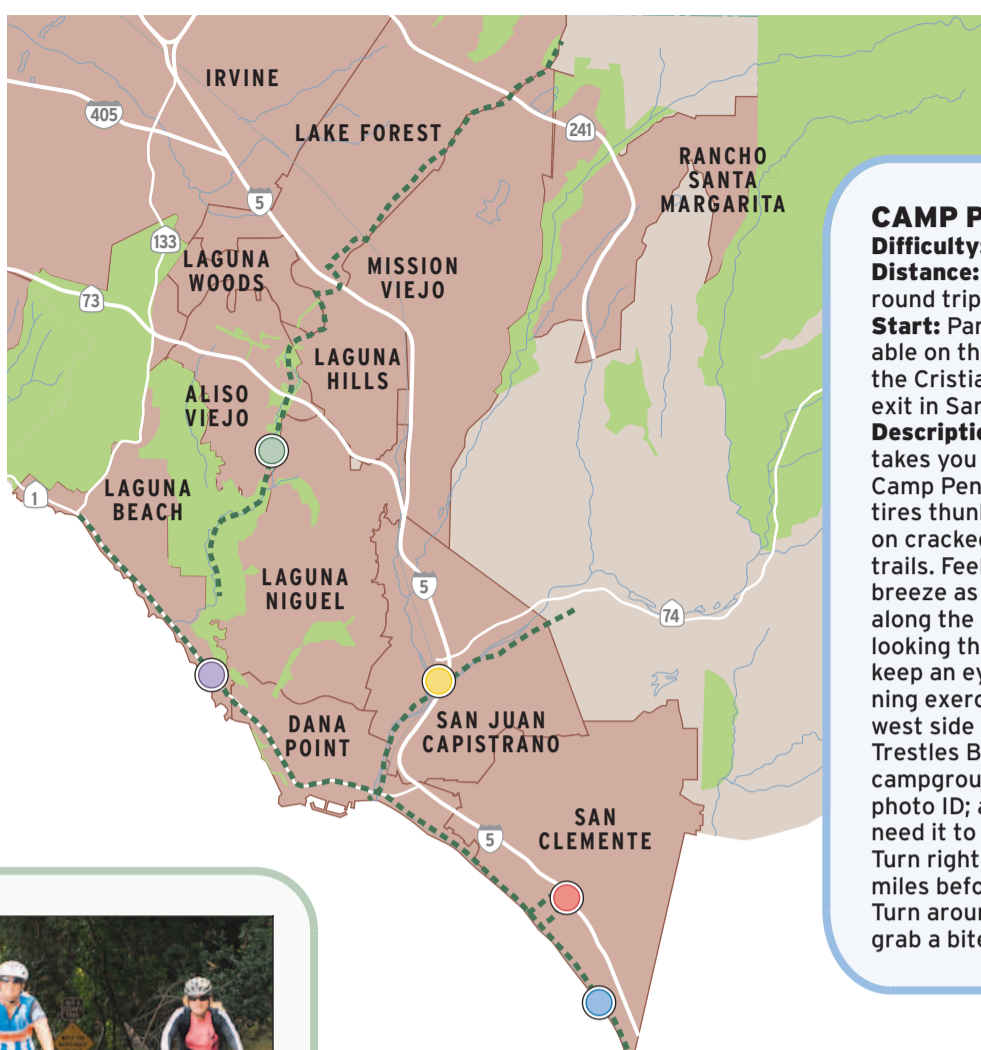 IRVINE
405
LAKE FOREST
241
RANCHO
SANTA
MARGARITA
5
133
LAGUNA
WOODS
MISSION
VIEJO
73
LAGUNA
HILLS
ALISO
VIEJO
1
LAGUNA
BEACH
LAGUNA
NIGUEL
5
74
DANA
POINT
SAN JUAN
CAPISTRANO
SAN
CLEMENTE
5
CAMP P
Difficulty:
Distance:
round trip
Start: Par
able on th
the Cristia
exit in San
Descriptio
takes you
Camp Pen
tires thun
on cracked
trails. Feel
breeze as
along the
looking th
keep an ey
ning exerc
west side
Trestles B
campgrou
photo ID; a
need it to
Turn right
miles befo
Turn aroun
grab a bite